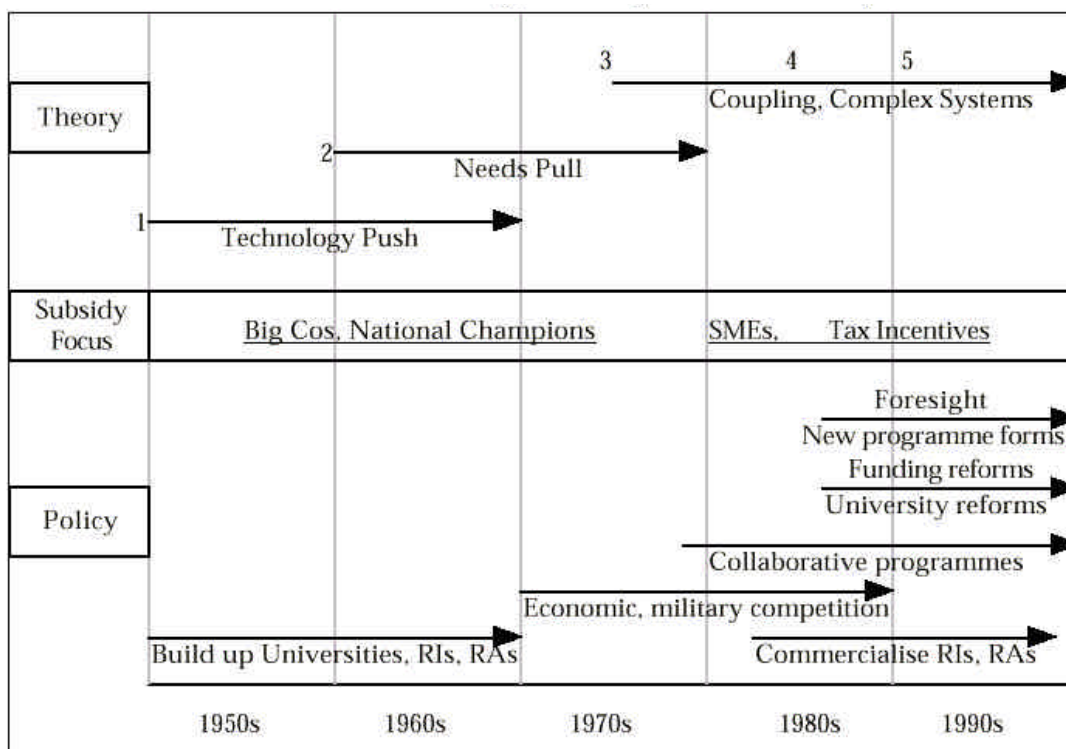 3 4 5
Theory
Coupling, Complex Systems
2
Needs Pull
1
Technology Push
Subsidy
Focus
Big Cos, National Champions
SMEs, Tax Incentives
Foresight
New programme forms
Funding reforms
Policy
University reforms
Collaborative programmes
Economic, military competition
Build up Universities, RIs, RAs
Commercialise RIs, RAs
1950s 1960s 1970s 1980s 1990s